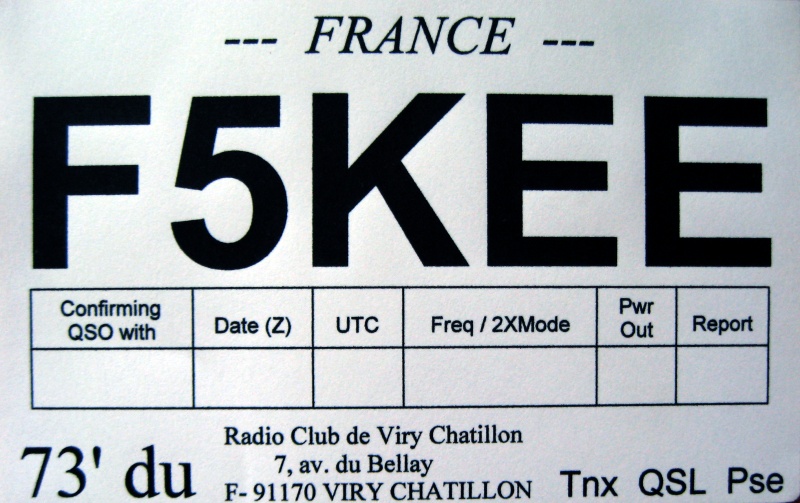 --- FRANCE ---
F5KEE
Confirming QSO with | Date (Z) | UTC | Freq / 2XMode | Pwr Out | Report
73' du
Radio Club de Viry Chatillon
7, av. du Bellay
F- 91170 VIRY CHATILLON
Tnx QSL Pse